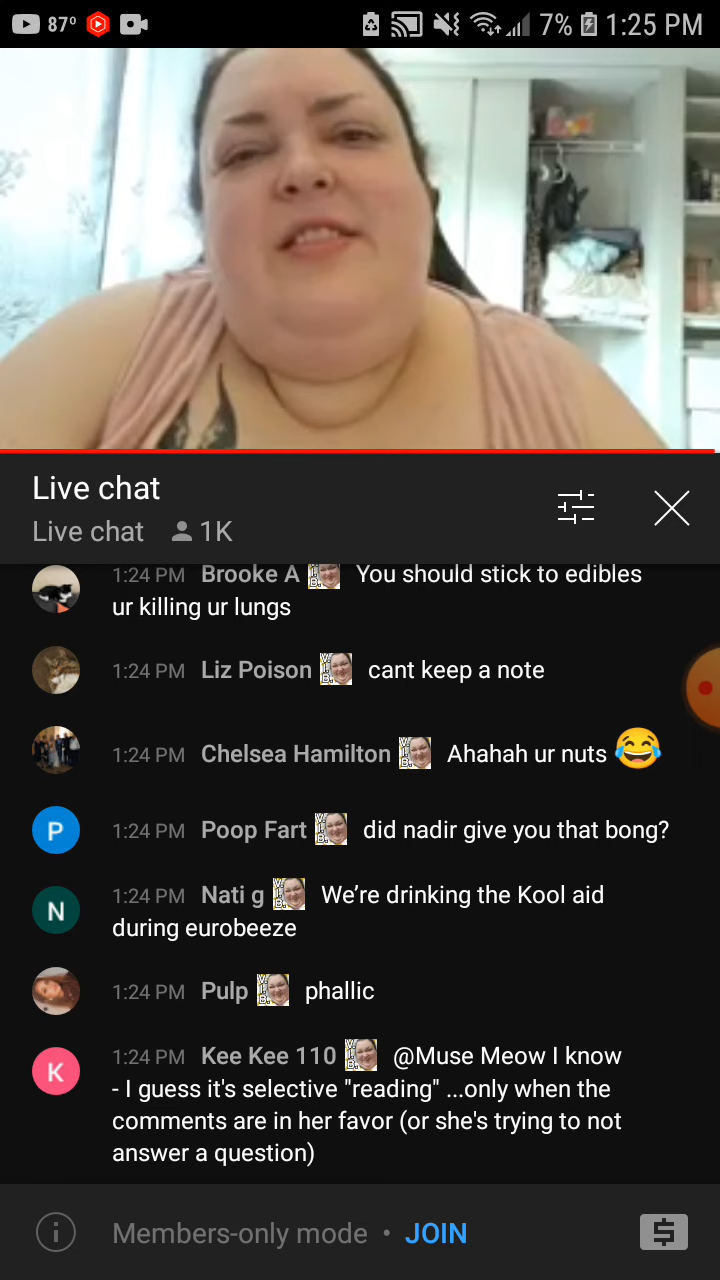 87° 7% 1:25 PM
Live chat
Live chat 1K
1:24 PM Brooke A You should stick to edibles
ur killing ur lungs
1:24 PM Liz Poison cant keep a note
1:24 PM Chelsea Hamilton Ahahah ur nuts 😂
P 1:24 PM Poop Fart did nadir give you that bong?
N 1:24 PM Nati g We're drinking the Kool aid
during eurobeeze
1:24 PM Pulp phallic
K 1:24 PM Kee Kee 110 @Muse Meow I know
- I guess it's selective "reading" ...only when the
comments are in her favor (or she's trying to not
answer a question)
Members-only mode • JOIN